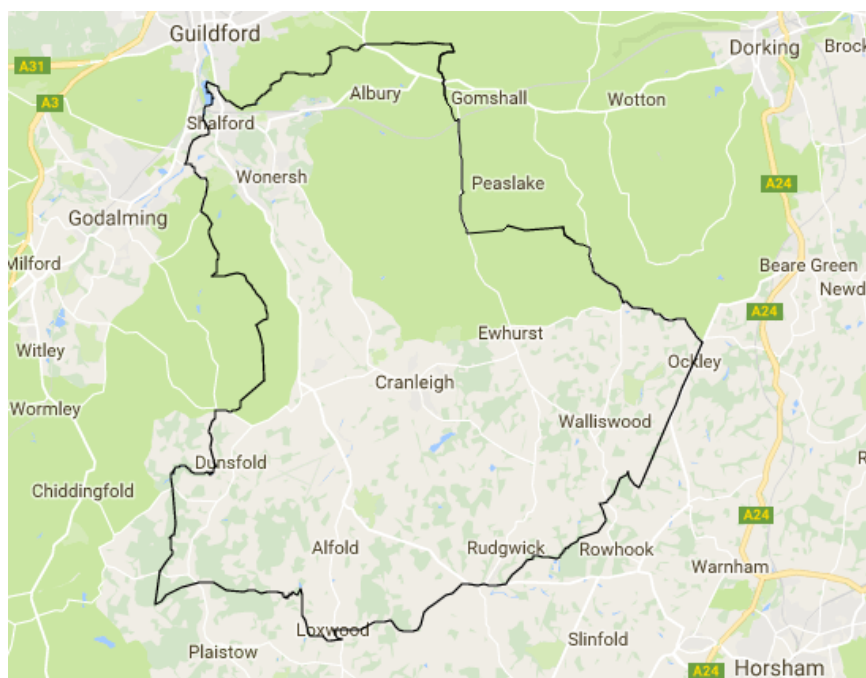 Guildford
Dorking
Brock
A31
A3
Albury
Gomshall
Wotton
Shalford
Wonersh
Peaslake
A24
Godalming
Milford
Beare Green
Newd
A24
Ewhurst
Witley
Ockley
Cranleigh
Wormley
Walliswood
Dunsfold
R
Chiddingfold
A24
Alfold
Rudgwick
Rowhook
Warnham
Loxwood
Slinfold
Plaistow
A24
Horsham